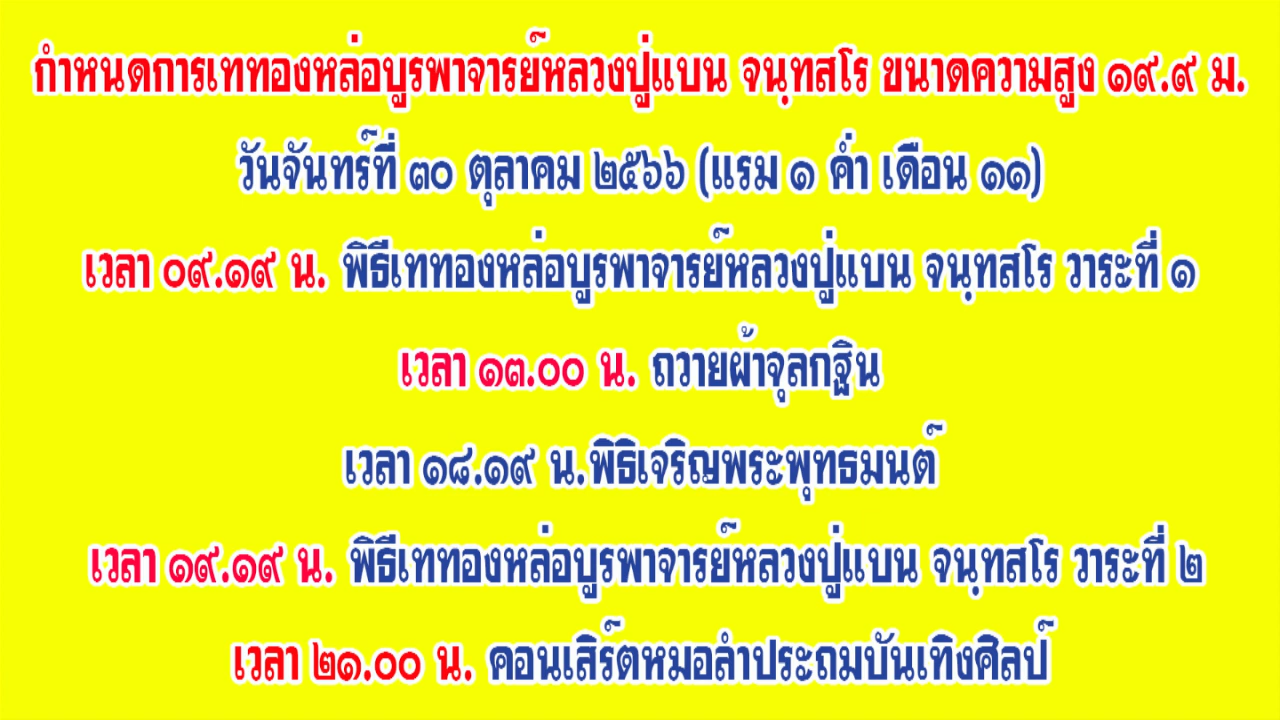 กำหนดการเททองหล่อบูรพาจารย์หลวงปู่แบน จนฺทสโร ขนาดความสูง ๑๙.๙ ม.
วันจันทร์ที่ ๓๐ ตุลาคม ๒๕๖๖ (แรม ๑ ค่ำ เดือน ๑๑)
เวลา ๐๙.๑๙ น. พิธีเททองหล่อบูรพาจารย์หลวงปู่แบน จนฺทสโร วาระที่ ๑
เวลา ๑๓.๐๐ น. ถวายผ้าจุลกฐิน
เวลา ๑๘.๑๙ น.พิธิเจริญพระพุทธมนต์
เวลา ๑๙.๑๙ น. พิธีเททองหล่อบูรพาจารย์หลวงปู่แบน จนฺทสโร วาระที่ ๒
เวลา ๒๑.๐๐ น. คอนเสิร์ตหมอลำประถมบันเทิงศิลป์